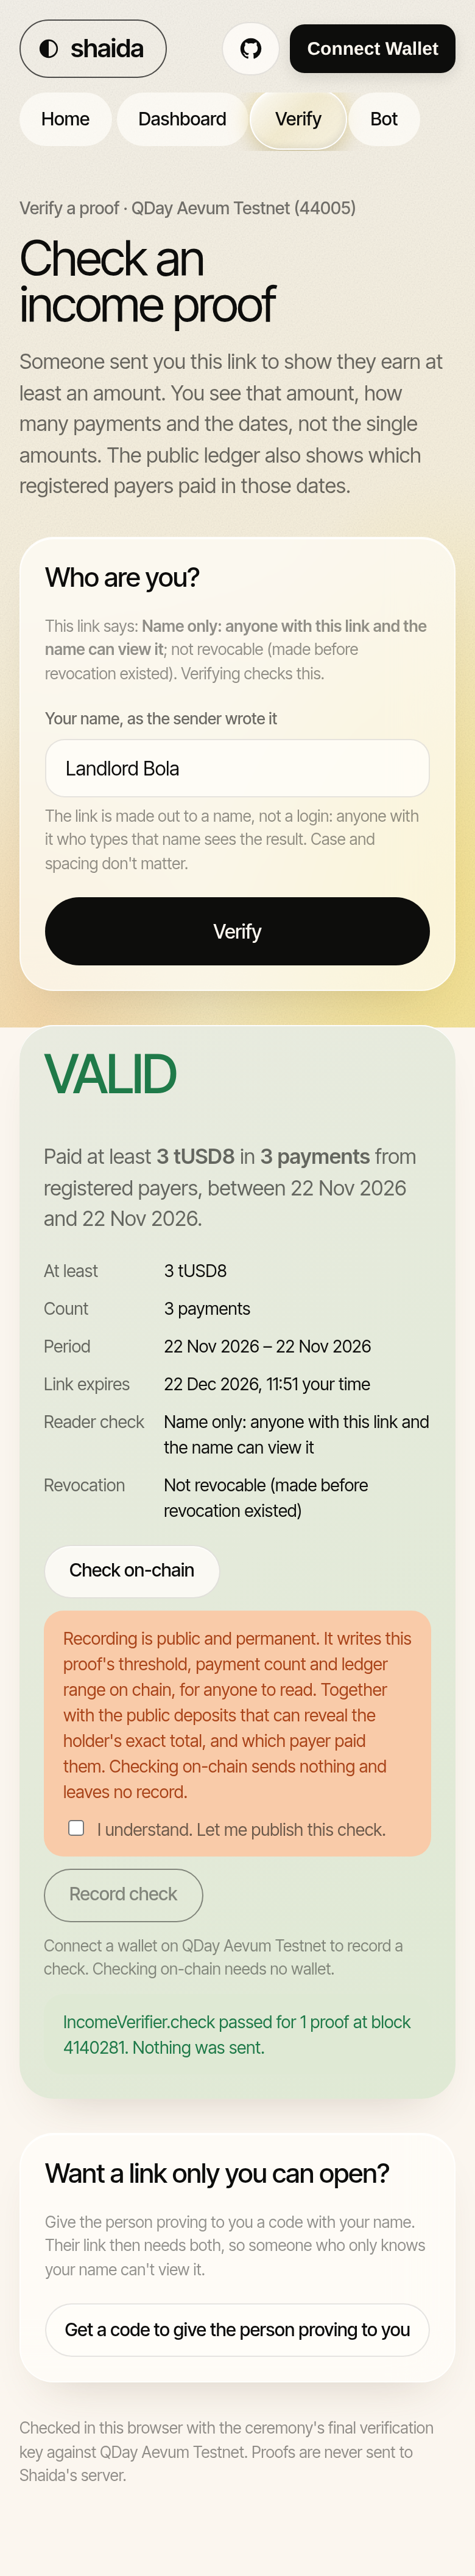 shaida
Connect Wallet
Home
Dashboard
Verify
Bot
Verify a proof · QDay Aevum Testnet (44005)
Check an
income proof
Someone sent you this link to show they earn at
least an amount. You see that amount, how
many payments and the dates, not the single
amounts. The public ledger also shows which
registered payers paid in those dates.
Who are you?
This link says: Name only: anyone with this link and the
name can view it; not revocable (made before
revocation existed). Verifying checks this.
Your name, as the sender wrote it
Landlord Bola
The link is made out to a name, not a login: anyone with
it who types that name sees the result. Case and
spacing don't matter.
Verify
VALID
Paid at least 3 tUSD8 in 3 payments from
registered payers, between 22 Nov 2026
and 22 Nov 2026.
At least 3 tUSD8
Count 3 payments
Period 22 Nov 2026 – 22 Nov 2026
Link expires 22 Dec 2026, 11:51 your time
Reader check Name only: anyone with this link and
the name can view it
Revocation Not revocable (made before
revocation existed)
Check on-chain
Recording is public and permanent. It writes this
proof's threshold, payment count and ledger
range on chain, for anyone to read. Together
with the public deposits that can reveal the
holder's exact total, and which payer paid
them. Checking on-chain sends nothing and
leaves no record.
I understand. Let me publish this check.
Record check
Connect a wallet on QDay Aevum Testnet to record a
check. Checking on-chain needs no wallet.
IncomeVerifier.check passed for 1 proof at block
4140281. Nothing was sent.
Want a link only you can open?
Give the person proving to you a code with your name.
Their link then needs both, so someone who only knows
your name can't view it.
Get a code to give the person proving to you
Checked in this browser with the ceremony's final verification
key against QDay Aevum Testnet. Proofs are never sent to
Shaida's server.